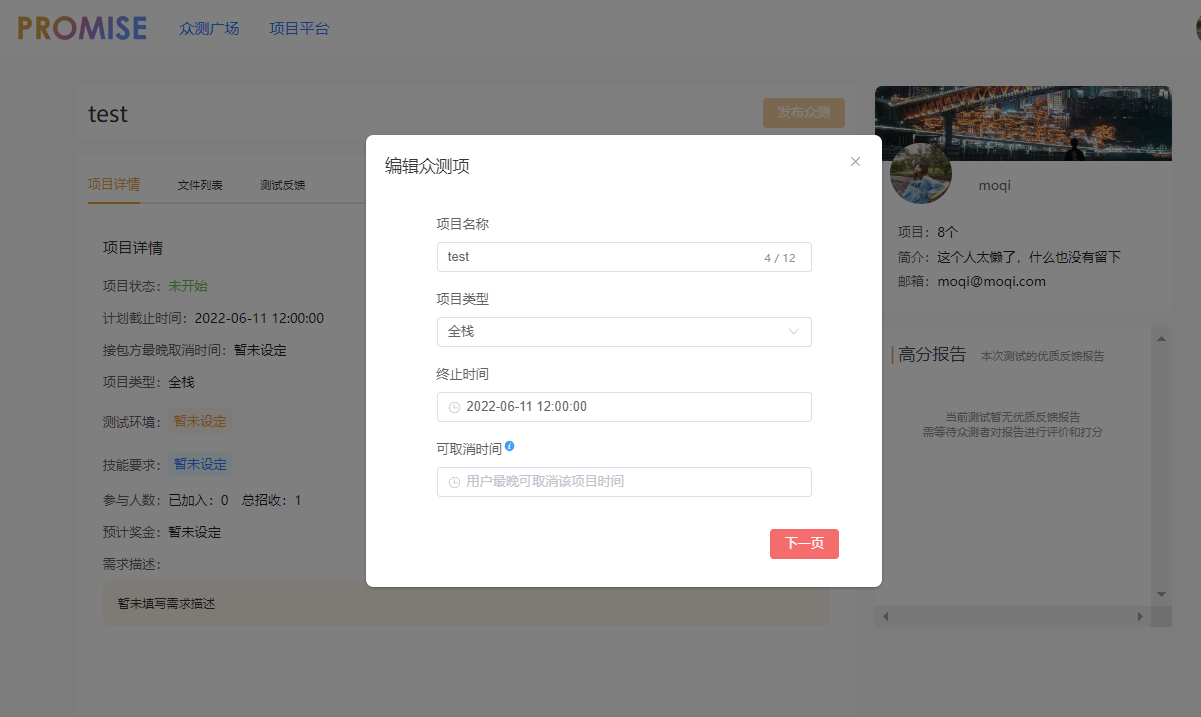 PROMISE 众测广场 项目平台
test 发布众测
编辑众测项
项目名称
test 4 / 12
项目类型
全栈
终止时间
2022-06-11 12:00:00
可取消时间
用户最晚可取消该项目时间
下一页
项目详情 文件列表 测试反馈
项目详情
项目状态：未开始
计划截止时间：2022-06-11 12:00:00
接包方最晚取消时间：暂未设定
项目类型：全栈
测试环境：暂未设定
技能要求：暂未设定
参与人数：已加入：0 总招收：1
预计奖金：暂未设定
需求描述：
暂未填写需求描述
moqi
项目：8个
简介：这个人太懒了，什么也没有留下
邮箱：moqi@moqi.com
高分报告 本次测试的优质反馈报告
当前测试暂无优质反馈报告
需等待众测者对报告进行评价和打分